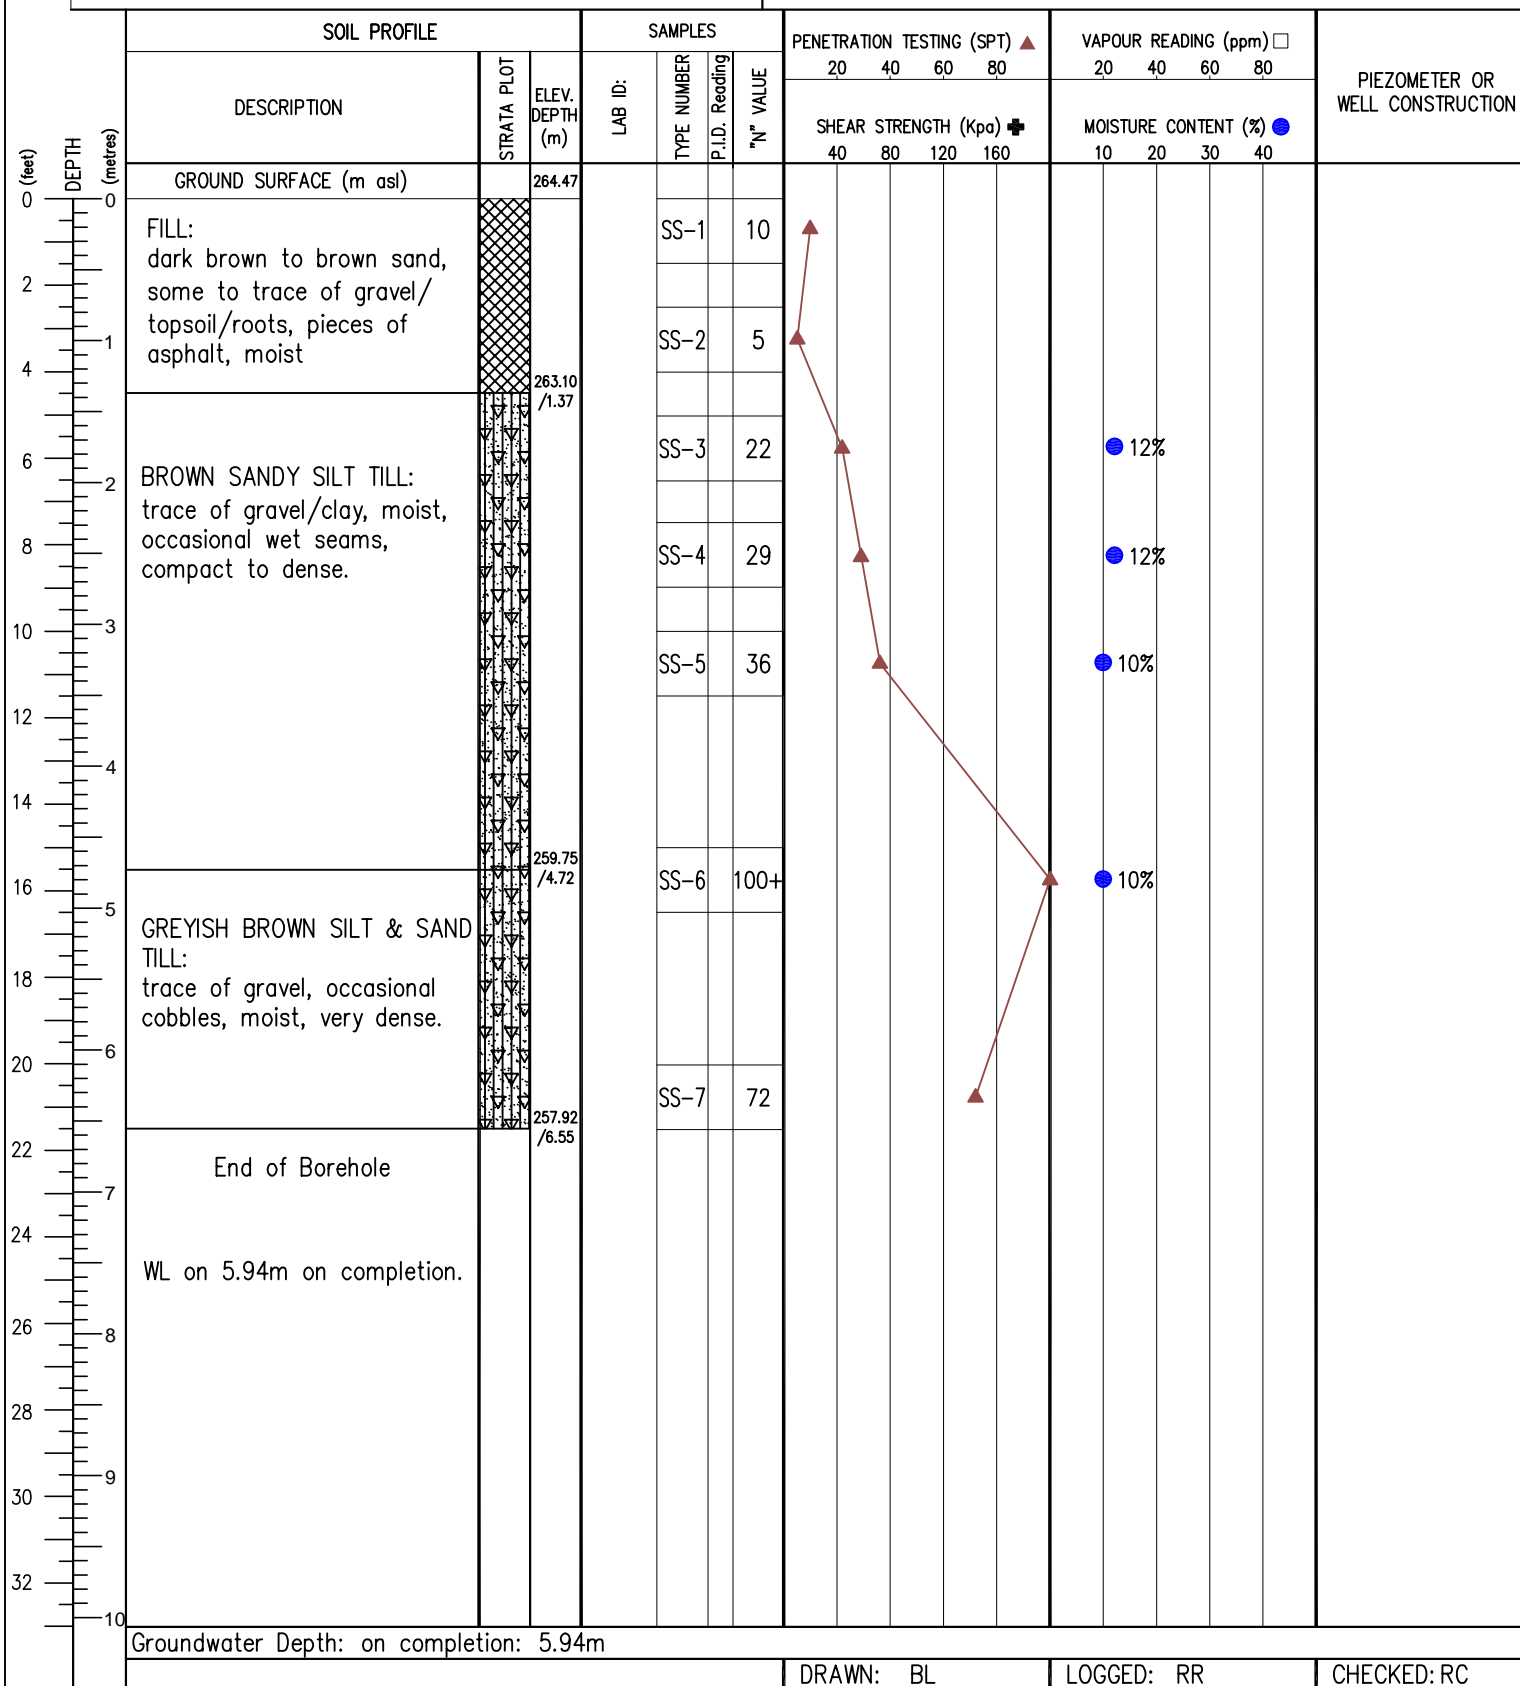 SOIL PROFILE
SAMPLES
PENETRATION TESTING (SPT)
20 40 60 80
VAPOUR READING (ppm)
20 40 60 80
PIEZOMETER OR
WELL CONSTRUCTION
DESCRIPTION
STRATA PLOT
ELEV.
DEPTH
(m)
LAB ID:
TYPE NUMBER
P.I.D. Reading
"N" VALUE
SHEAR STRENGTH (Kpa)
40 80 120 160
MOISTURE CONTENT (%)
10 20 30 40
(feet)
DEPTH
(metres)
GROUND SURFACE (m asl)
264.47
0
0
FILL:
dark brown to brown sand,
some to trace of gravel/
topsoil/roots, pieces of
asphalt, moist
SS-1 10
2
1
SS-2 5
4
263.10
/1.37
BROWN SANDY SILT TILL:
trace of gravel/clay, moist,
occasional wet seams,
compact to dense.
SS-3 22 12%
6
2
8
SS-4 29 12%
10
3
SS-5 36 10%
12
4
14
259.75
/4.72
16
SS-6 100+ 10%
5
GREYISH BROWN SILT & SAND
TILL:
trace of gravel, occasional
cobbles, moist, very dense.
18
6
20
SS-7 72
257.92
/6.55
22
End of Borehole
7
24
WL on 5.94m on completion.
26
8
28
9
30
32
10
Groundwater Depth: on completion: 5.94m
DRAWN: BL
LOGGED: RR
CHECKED: RC